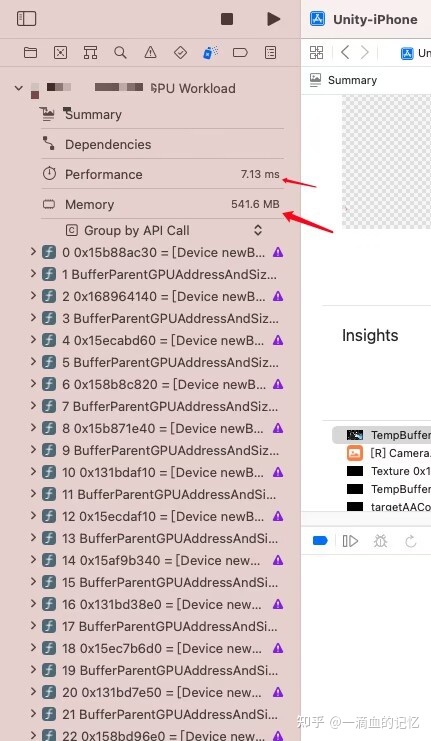 Unity-iPhone
GPU Workload
Summary
Dependencies
Performance 7.13 ms
Memory 541.6 MB
Group by API Call
0 0x15b88ac30 = [Device newB...
1 BufferParentGPUAddressAndSiz...
2 0x168964140 = [Device newB...
3 BufferParentGPUAddressAndSiz...
4 0x15ecabd60 = [Device newB...
5 BufferParentGPUAddressAndSiz...
6 0x158b8c820 = [Device newB...
7 BufferParentGPUAddressAndSiz...
8 0x15b871e40 = [Device newB...
9 BufferParentGPUAddressAndSiz...
10 0x131bdaf10 = [Device new...
11 BufferParentGPUAddressAndSi...
12 0x15ecdaf10 = [Device new...
13 BufferParentGPUAddressAndSi...
14 0x15af9b340 = [Device new...
15 BufferParentGPUAddressAndSi...
16 0x131bd38e0 = [Device new...
17 BufferParentGPUAddressAndSi...
18 0x15ec7b6d0 = [Device new...
19 BufferParentGPUAddressAndSi...
20 0x131bd7e50 = [Device new...
21 BufferParentGPUAddressAndSi...
22 0x158bd96e0 = [Device new...
Un
Summary
Insights
TempBuffer
[R] Camera.
Texture 0x1
TempBuffer
targetAACo
知乎 @一滴血的记忆